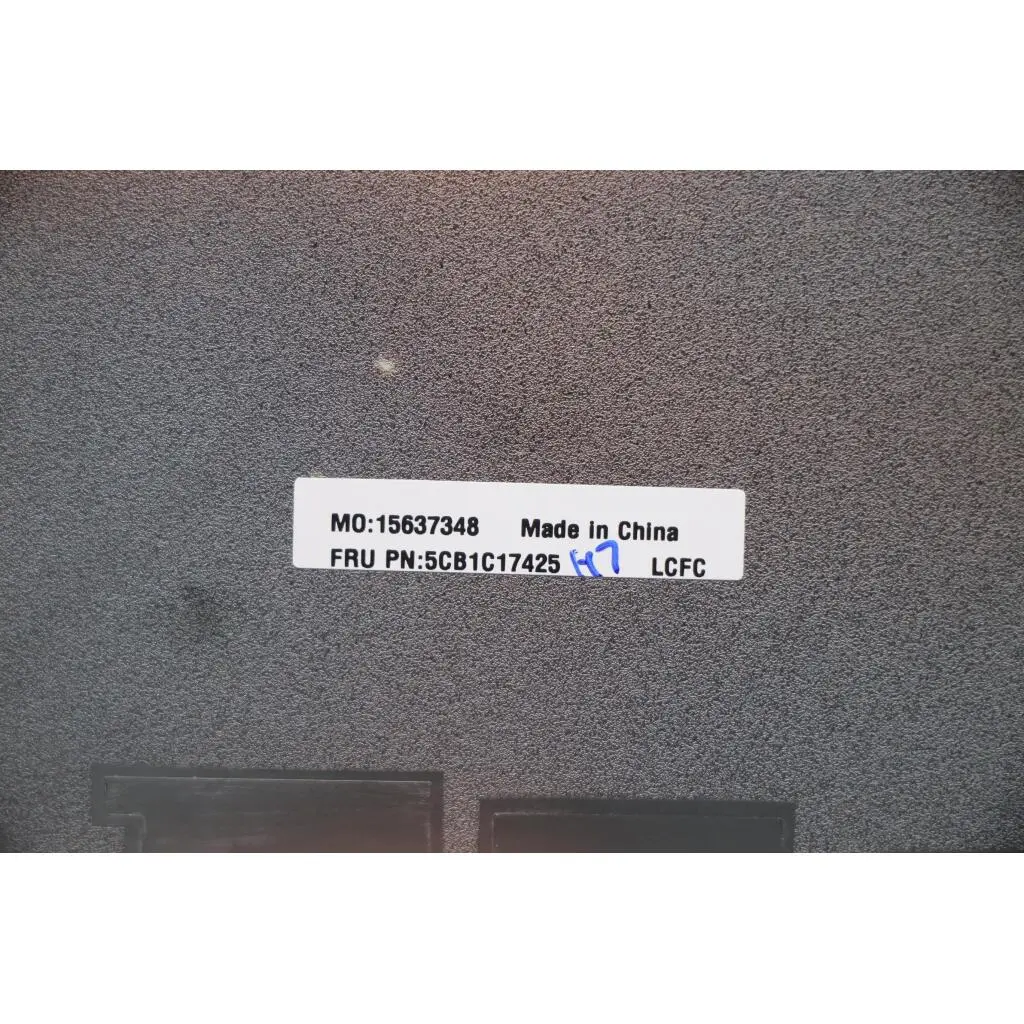 MO:15637348 Made in China
FRU PN:5CB1C17425 H7 LCFC